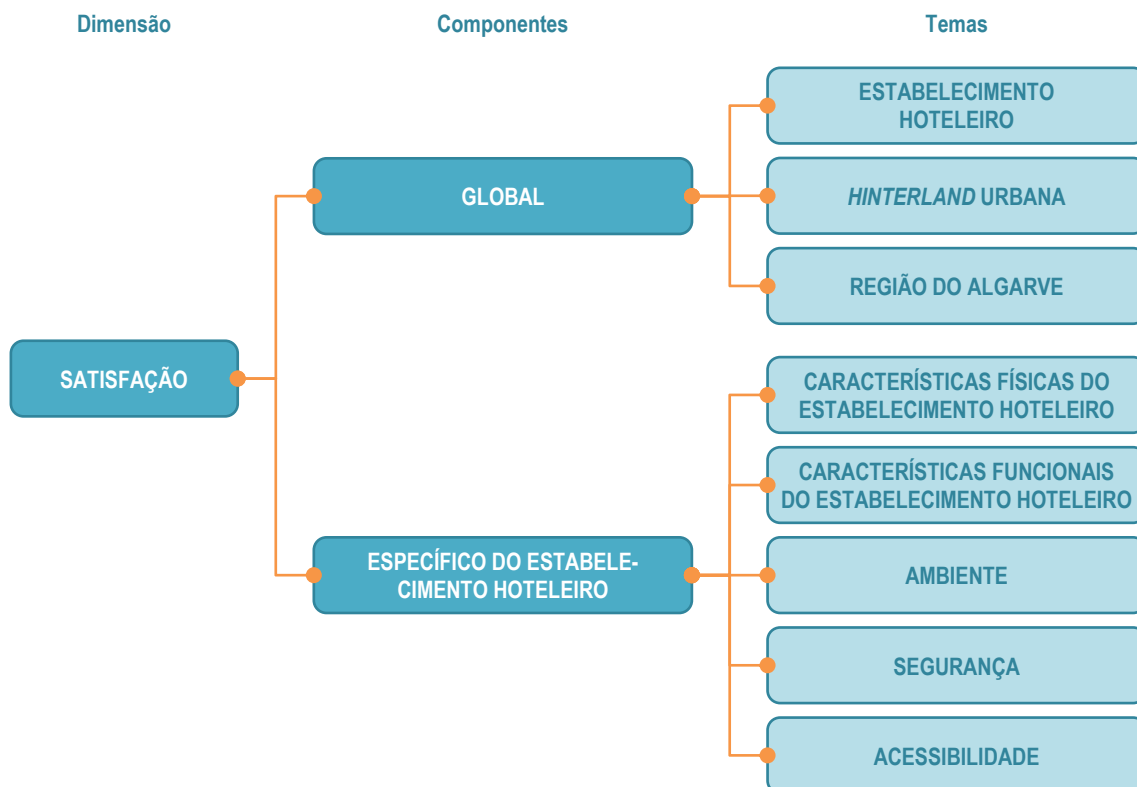 Dimensão
Componentes
Temas
ESTABELECIMENTO
HOTELEIRO
GLOBAL
HINTERLAND URBANA
REGIÃO DO ALGARVE
SATISFAÇÃO
CARACTERÍSTICAS FÍSICAS DO
ESTABELECIMENTO HOTELEIRO
CARACTERÍSTICAS FUNCIONAIS
DO ESTABELECIMENTO HOTELEIRO
ESPECÍFICO DO ESTABELE-
CIMENTO HOTELEIRO
AMBIENTE
SEGURANÇA
ACESSIBILIDADE